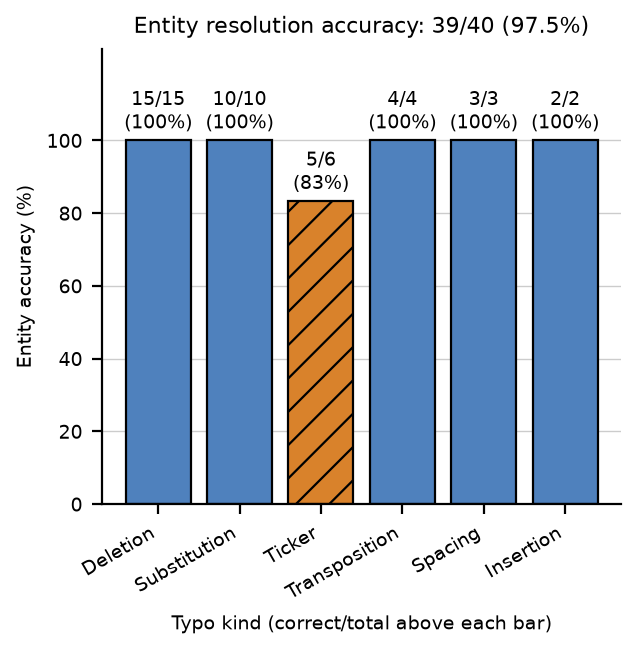 Entity resolution accuracy: 39/40 (97.5%)
15/15
(100%)
10/10
(100%)
5/6
(83%)
4/4
(100%)
3/3
(100%)
2/2
(100%)
Entity accuracy (%)
100
80
60
40
20
0
Deletion
Substitution
Ticker
Transposition
Spacing
Insertion
Typo kind (correct/total above each bar)